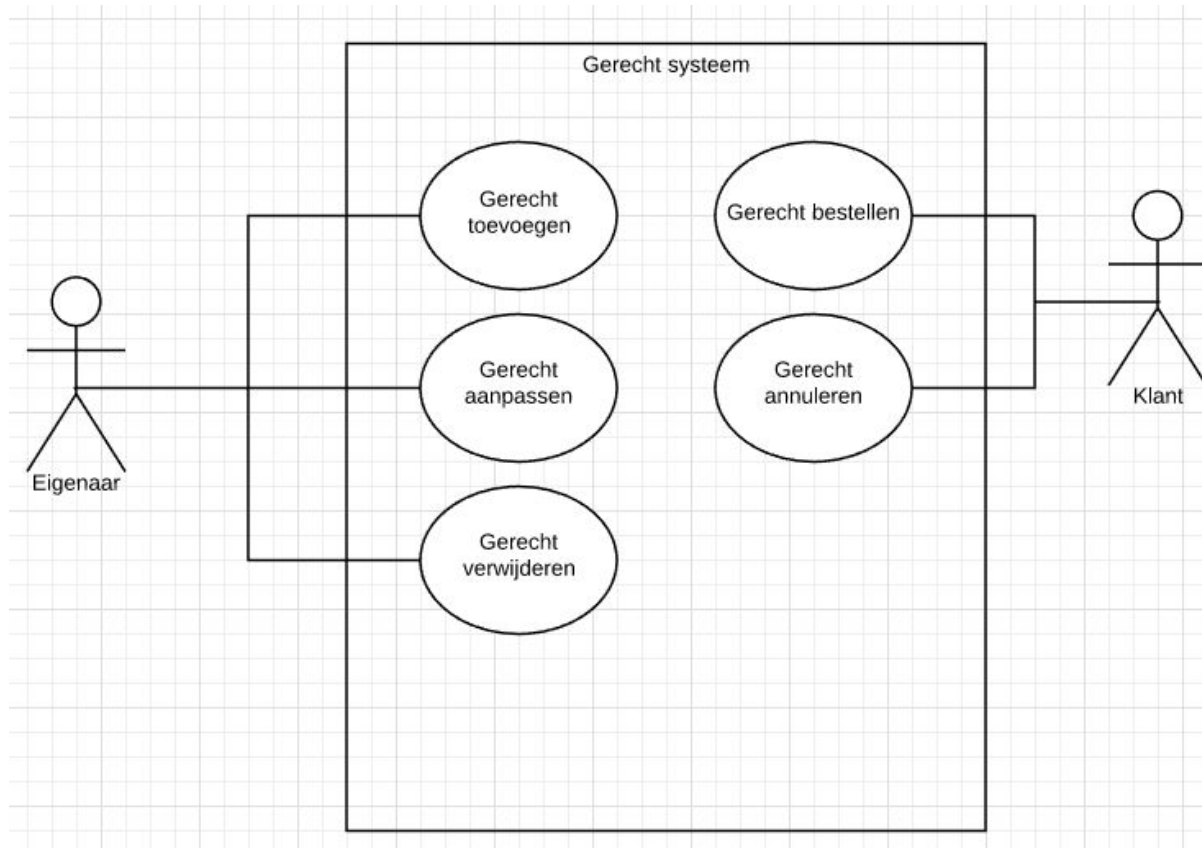 Gerecht systeem
Gerecht
toevoegen
Gerecht bestellen
Gerecht
aanpassen
Gerecht
annuleren
Klant
Eigenaar
Gerecht
verwijderen